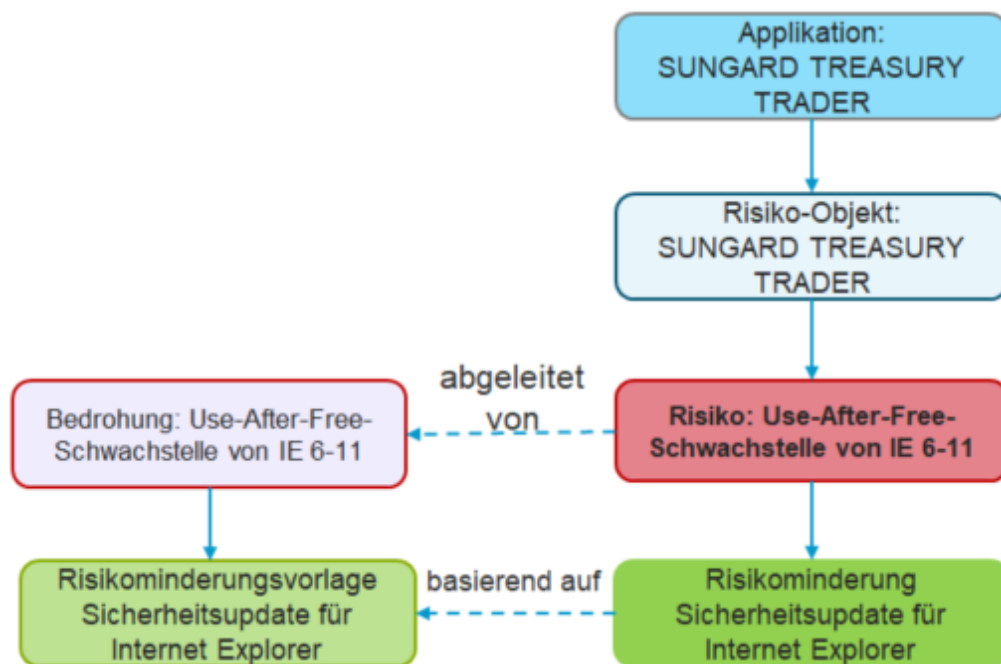 Applikation:
SUNGARD TREASURY
TRADER
Risiko-Objekt:
SUNGARD TREASURY
TRADER
abgeleitet
von
Bedrohung: Use-After-Free-
Schwachstelle von IE 6-11
Risiko: Use-After-Free-
Schwachstelle von IE 6-11
Risikominderungsvorlage
Sicherheitsupdate für
Internet Explorer
basierend auf
Risikominderung
Sicherheitsupdate für
Internet Explorer